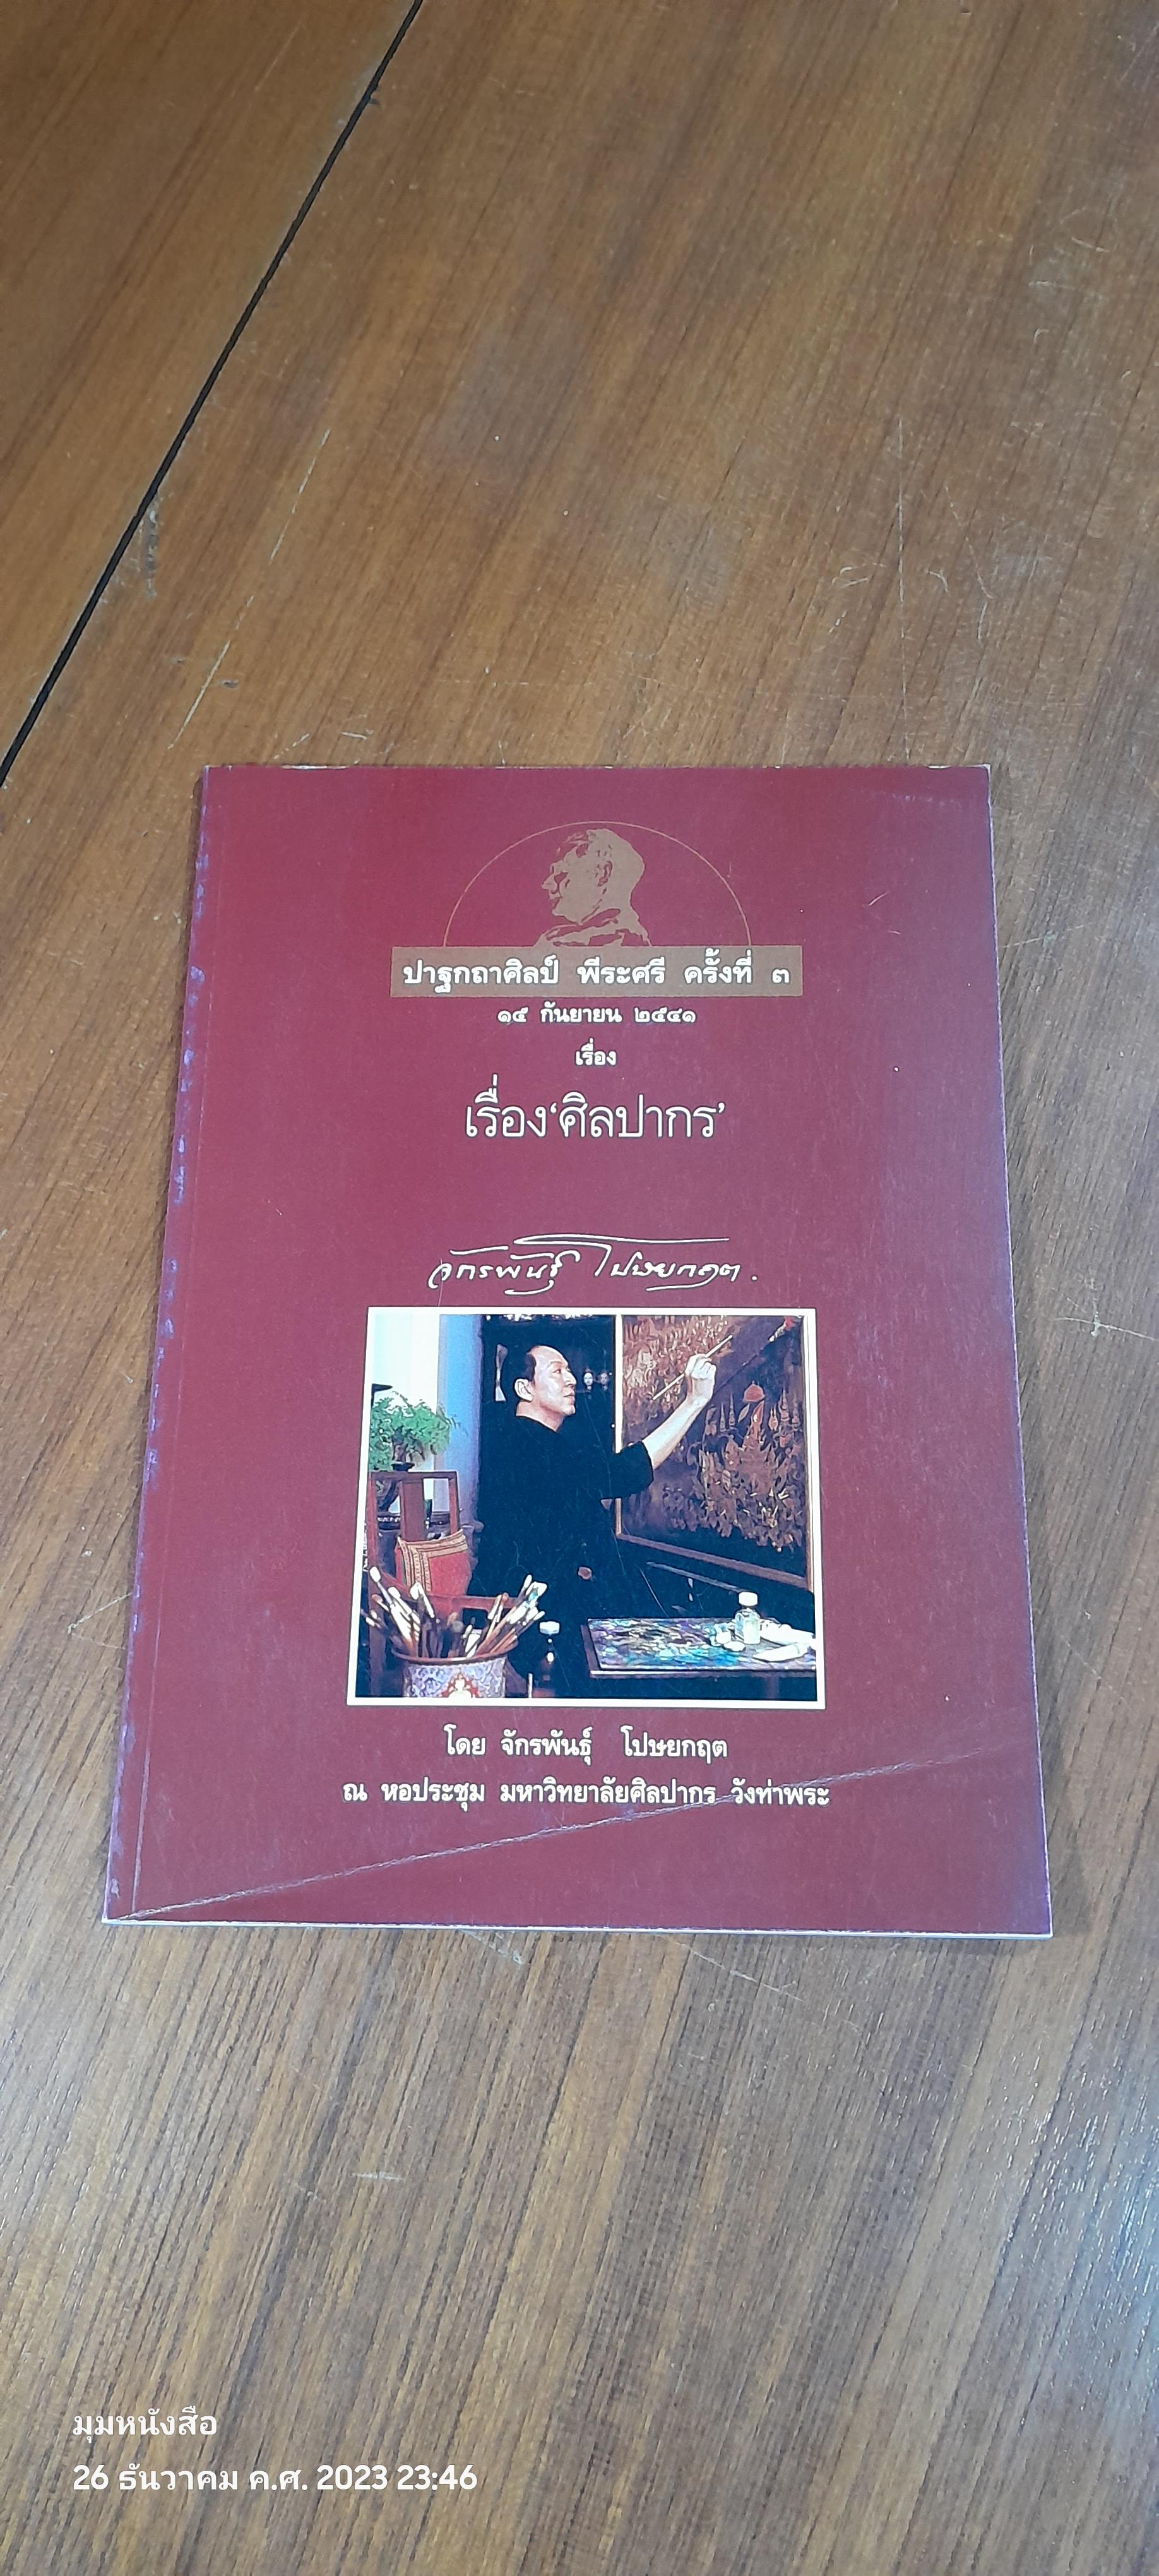 ปาฐกถาศิลป์ พีระศรี ครั้งที่ ๓
๑๕ กันยายน ๒๕๔๑
เรื่อง
เรื่อง‘ศิลปากร’
จักรพันธุ์ โปษยกฤต.
โดย จักรพันธุ์ โปษยกฤต
ณ หอประชุม มหาวิทยาลัยศิลปากร วังท่าพระ
มุมหนังสือ
26 ธันวาคม ค.ศ. 2023 23:46